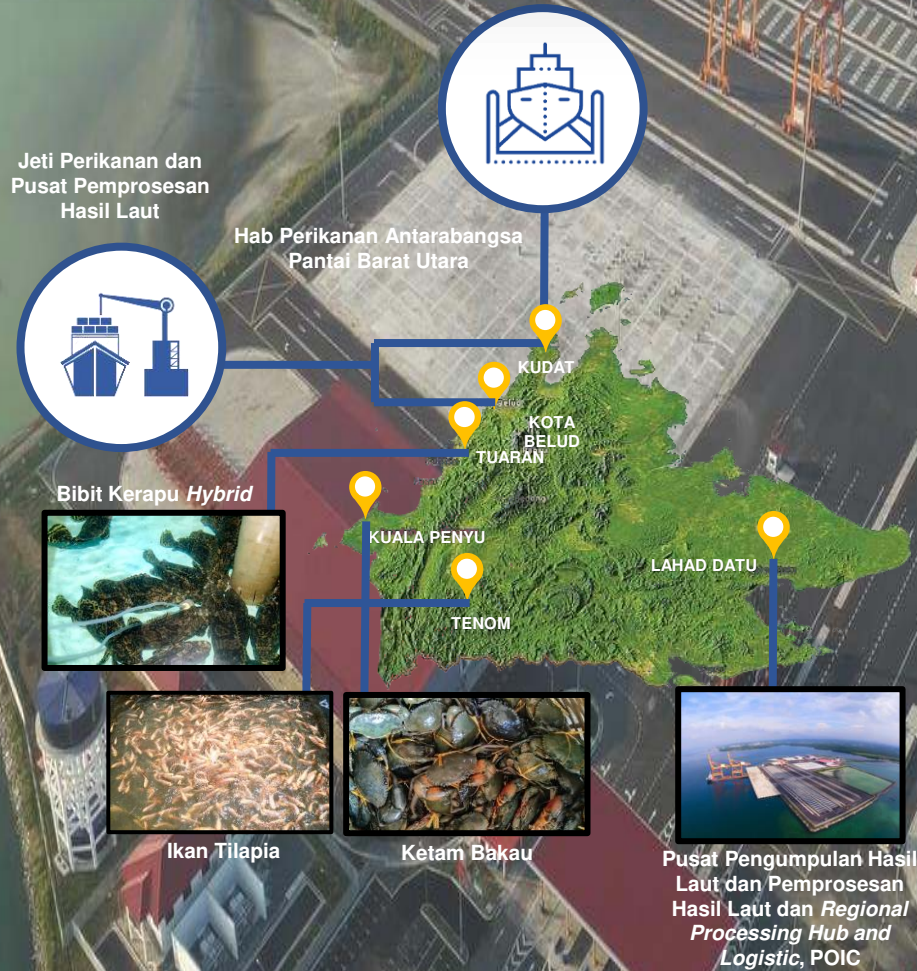 Jeti Perikanan dan
Pusat Pemprosesan
Hasil Laut
Hab Perikanan Antarabangsa
Pantai Barat Utara
KUDAT
KOTA
BELUD
TUARAN
Bibit Kerapu Hybrid
KUALA PENYU
LAHAD DATU
TENOM
Ikan Tilapia
Ketam Bakau
Pusat Pengumpulan Hasil
Laut dan Pemprosesan
Hasil Laut dan Regional
Processing Hub and
Logistic, POIC